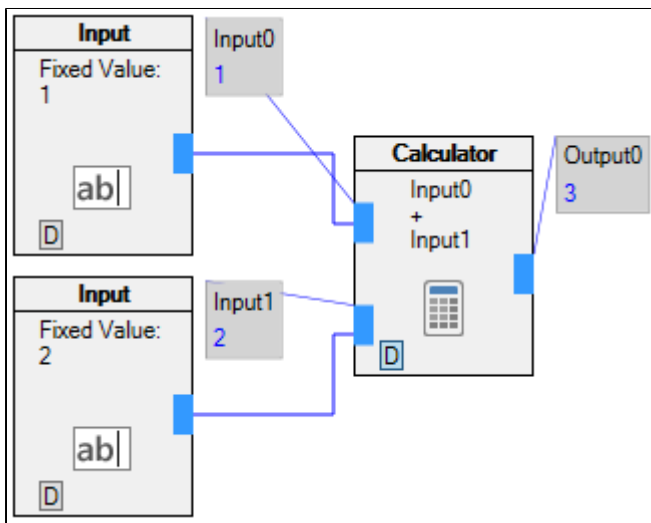 Input
Fixed Value:
1
ab|
D
Input0
1
Calculator
Input0
+
Input1
D
Output0
3
Input
Fixed Value:
2
ab|
D
Input1
2